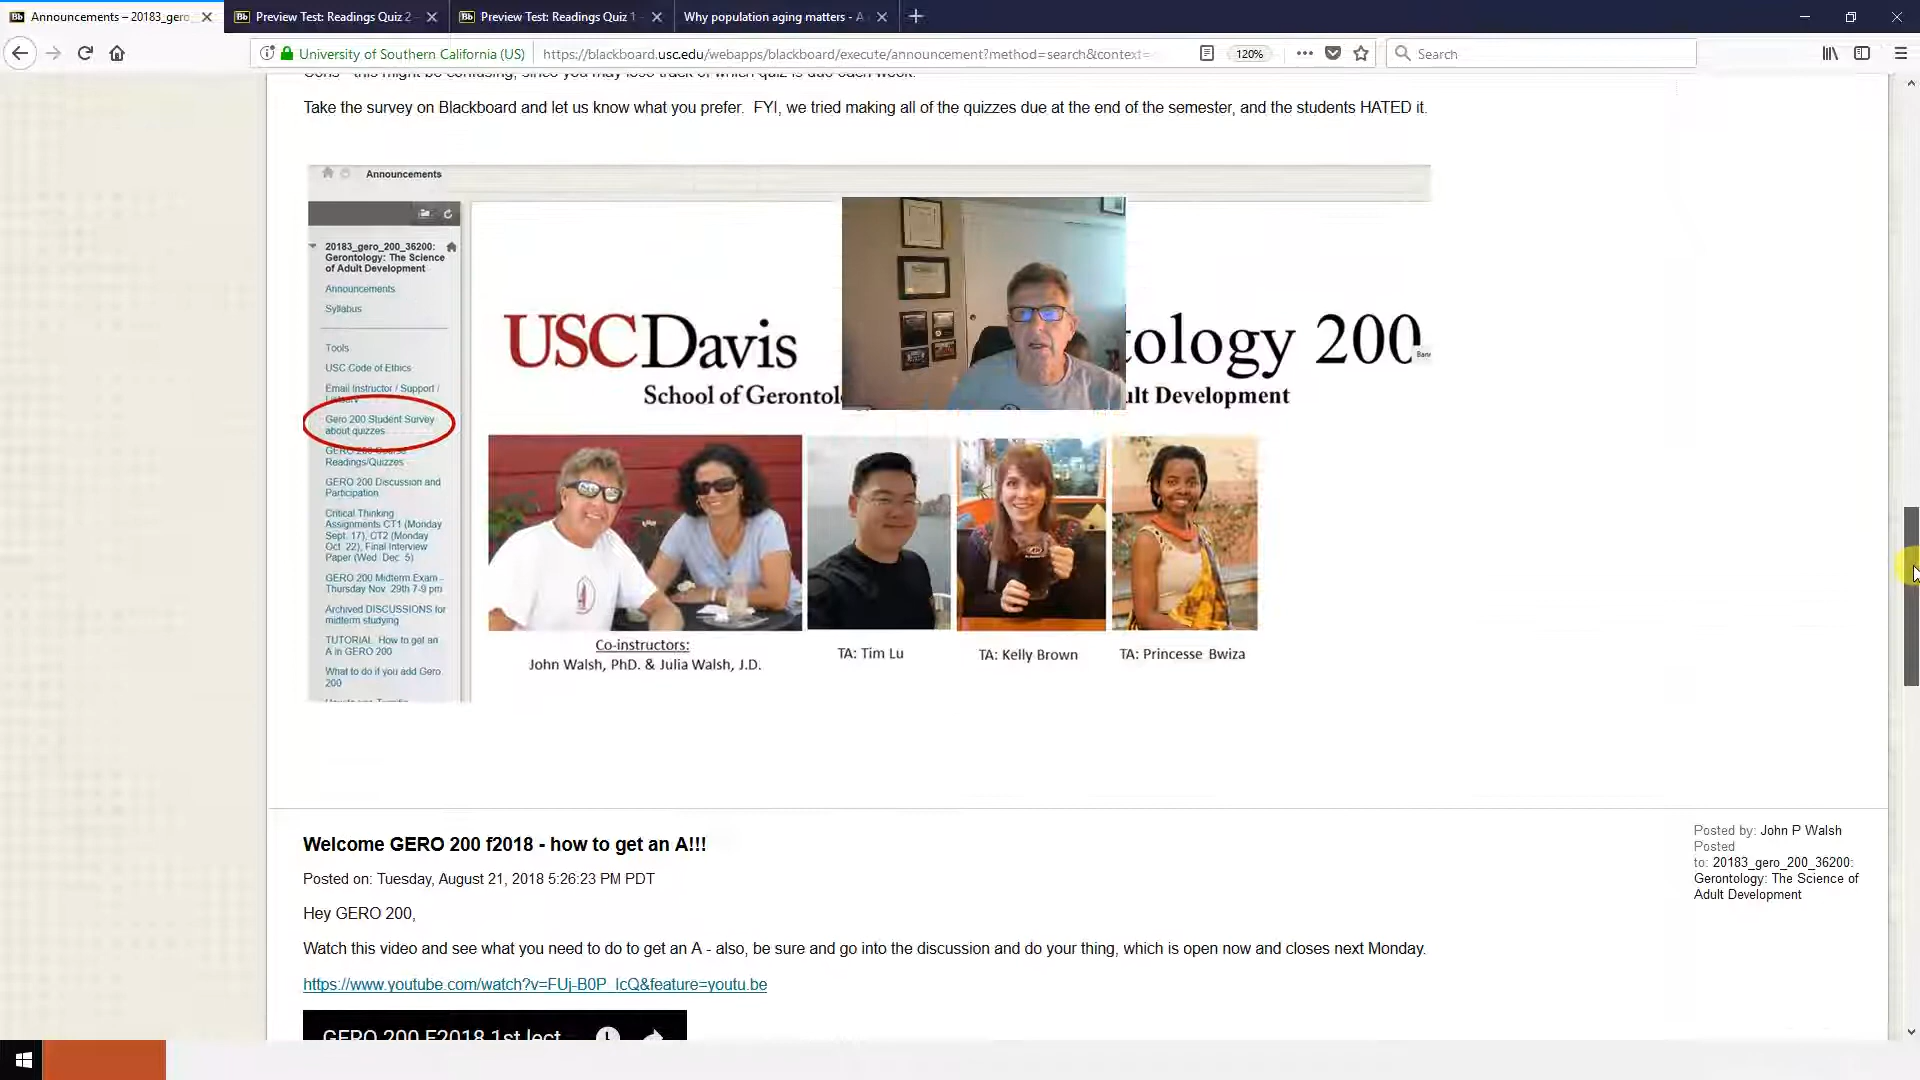 Announcements – 20183_gero
Preview Test: Readings Quiz 2 –
Preview Test: Readings Quiz 1 –
Why population aging matters - A
University of Southern California (US)
https://blackboard.usc.edu/webapps/blackboard/execute/announcement?method=search&context=
120%
Search
Take the survey on Blackboard and let us know what you prefer. FYI, we tried making all of the quizzes due at the end of the semester, and the students HATED it.
Announcements
20183_gero_200_36200:
Gerontology: The Science
of Adult Development
Announcements
Syllabus
Tools
USC Code of Ethics
Email Instructor / Support /
Gero 200 Student Survey
about quizzes
GERO 200 Course
Readings/Quizzes
GERO 200 Discussion and
Participation
Critical Thinking
Assignments CT1 (Monday
Sept. 17), CT2 (Monday
Oct. 22), Final Interview
Paper (Wed. Dec. 5)
GERO 200 Midterm Exam -
Thursday Nov. 29th 7-9 pm
Archived DISCUSSIONS for
midterm studying
TUTORIAL: How to get an
A in GERO 200
What to do if you add Gero
200
USCDavis
School of Gerontol
tology 200
ult Development
Co-instructors:
John Walsh, PhD. & Julia Walsh, J.D.
TA: Tim Lu
TA: Kelly Brown
TA: Princesse Bwiza
Welcome GERO 200 f2018 - how to get an A!!!
Posted on: Tuesday, August 21, 2018 5:26:23 PM PDT
Hey GERO 200,
Watch this video and see what you need to do to get an A - also, be sure and go into the discussion and do your thing, which is open now and closes next Monday.
https://www.youtube.com/watch?v=FUj-B0P_IcQ&feature=youtu.be
GERO 200 F2018 1st lect
Posted by: John P Walsh
Posted
to: 20183_gero_200_36200:
Gerontology: The Science of
Adult Development